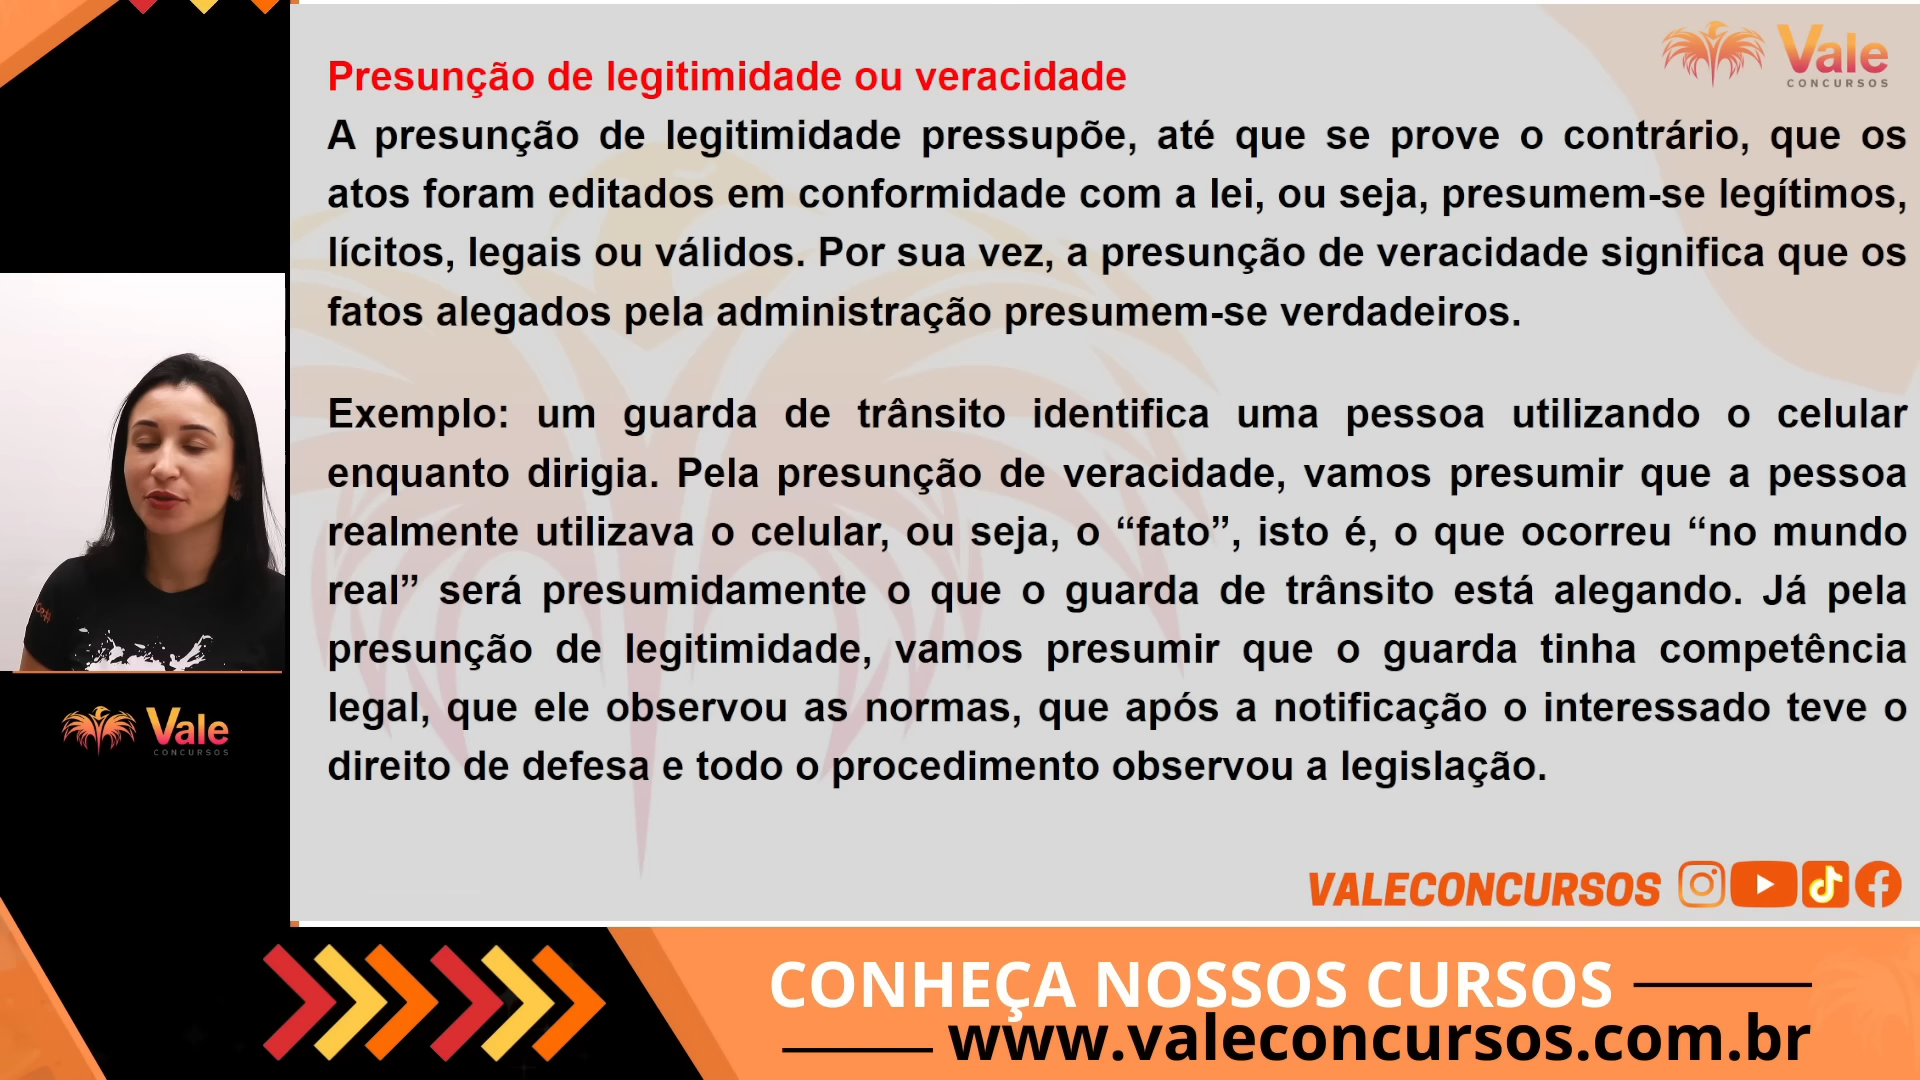 Presunção de legitimidade ou veracidade
A presunção de legitimidade pressupõe, até que se prove o contrário, que os
atos foram editados em conformidade com a lei, ou seja, presumem-se legítimos,
lícitos, legais ou válidos. Por sua vez, a presunção de veracidade significa que os
fatos alegados pela administração presumem-se verdadeiros.
Exemplo: um guarda de trânsito identifica uma pessoa utilizando o celular
enquanto dirigia. Pela presunção de veracidade, vamos presumir que a pessoa
realmente utilizava o celular, ou seja, o “fato”, isto é, o que ocorreu “no mundo
real” será presumidamente o que o guarda de trânsito está alegando. Já pela
presunção de legitimidade, vamos presumir que o guarda tinha competência
legal, que ele observou as normas, que após a notificação o interessado teve o
direito de defesa e todo o procedimento observou a legislação.
Vale
CONCURSOS
Vale
CONCURSOS
VALECONCURSOS
CONHEÇA NOSSOS CURSOS
www.valeconcursos.com.br